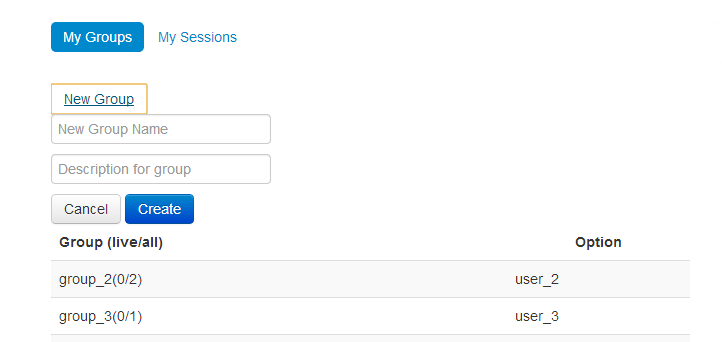 My Groups My Sessions
New Group
New Group Name
Description for group
Cancel Create
Group (live/all) Option
group_2(0/2) user_2
group_3(0/1) user_3